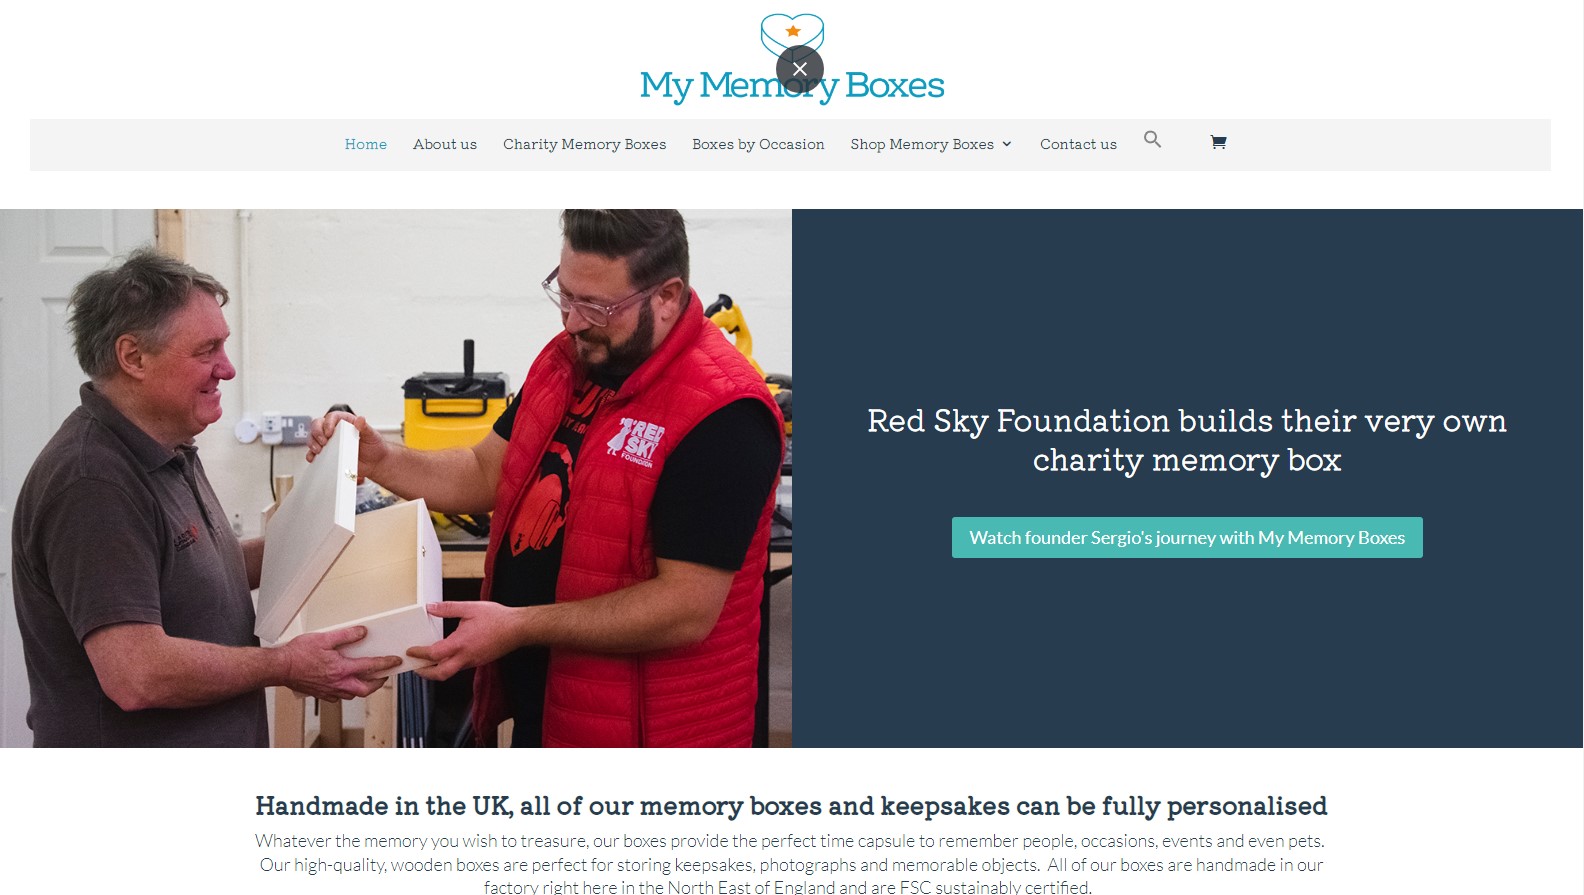 My Memory Boxes
Home
About us
Charity Memory Boxes
Boxes by Occasion
Shop Memory Boxes
Contact us
RED
SKY
FOUNDATION
Red Sky Foundation builds their very own
charity memory box
Watch founder Sergio's journey with My Memory Boxes
Handmade in the UK, all of our memory boxes and keepsakes can be fully personalised
Whatever the memory you wish to treasure, our boxes provide the perfect time capsule to remember people, occasions, events and even pets.
Our high-quality, wooden boxes are perfect for storing keepsakes, photographs and memorable objects. All of our boxes are handmade in our
factory right here in the North East of England and are FSC sustainably certified.